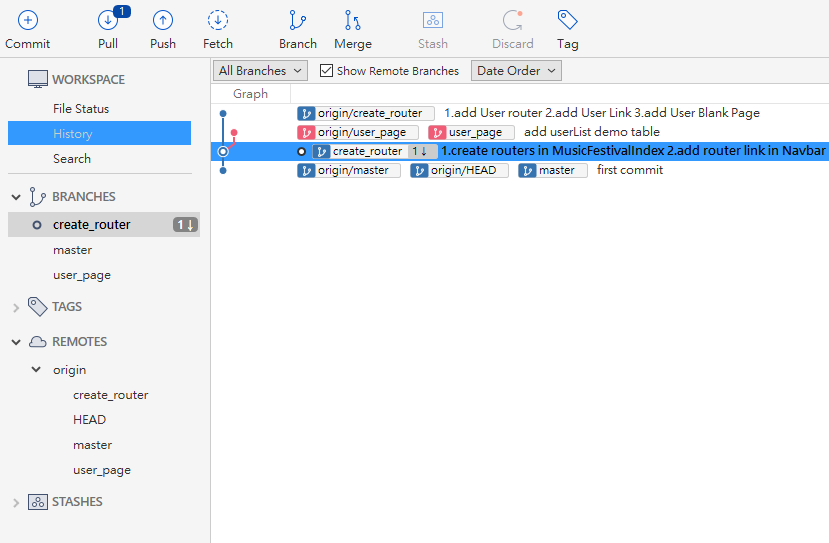 1
Commit Pull Push Fetch Branch Merge Stash Discard Tag
WORKSPACE
File Status
History
Search
BRANCHES
create_router 1↓
master
user_page
TAGS
REMOTES
origin
create_router
HEAD
master
user_page
STASHES
All Branches Show Remote Branches Date Order
Graph
origin/create_router 1.add User router 2.add User Link 3.add User Blank Page
origin/user_page user_page add userList demo table
create_router 1↓ 1.create routers in MusicFestivalIndex 2.add router link in Navbar
origin/master origin/HEAD master first commit